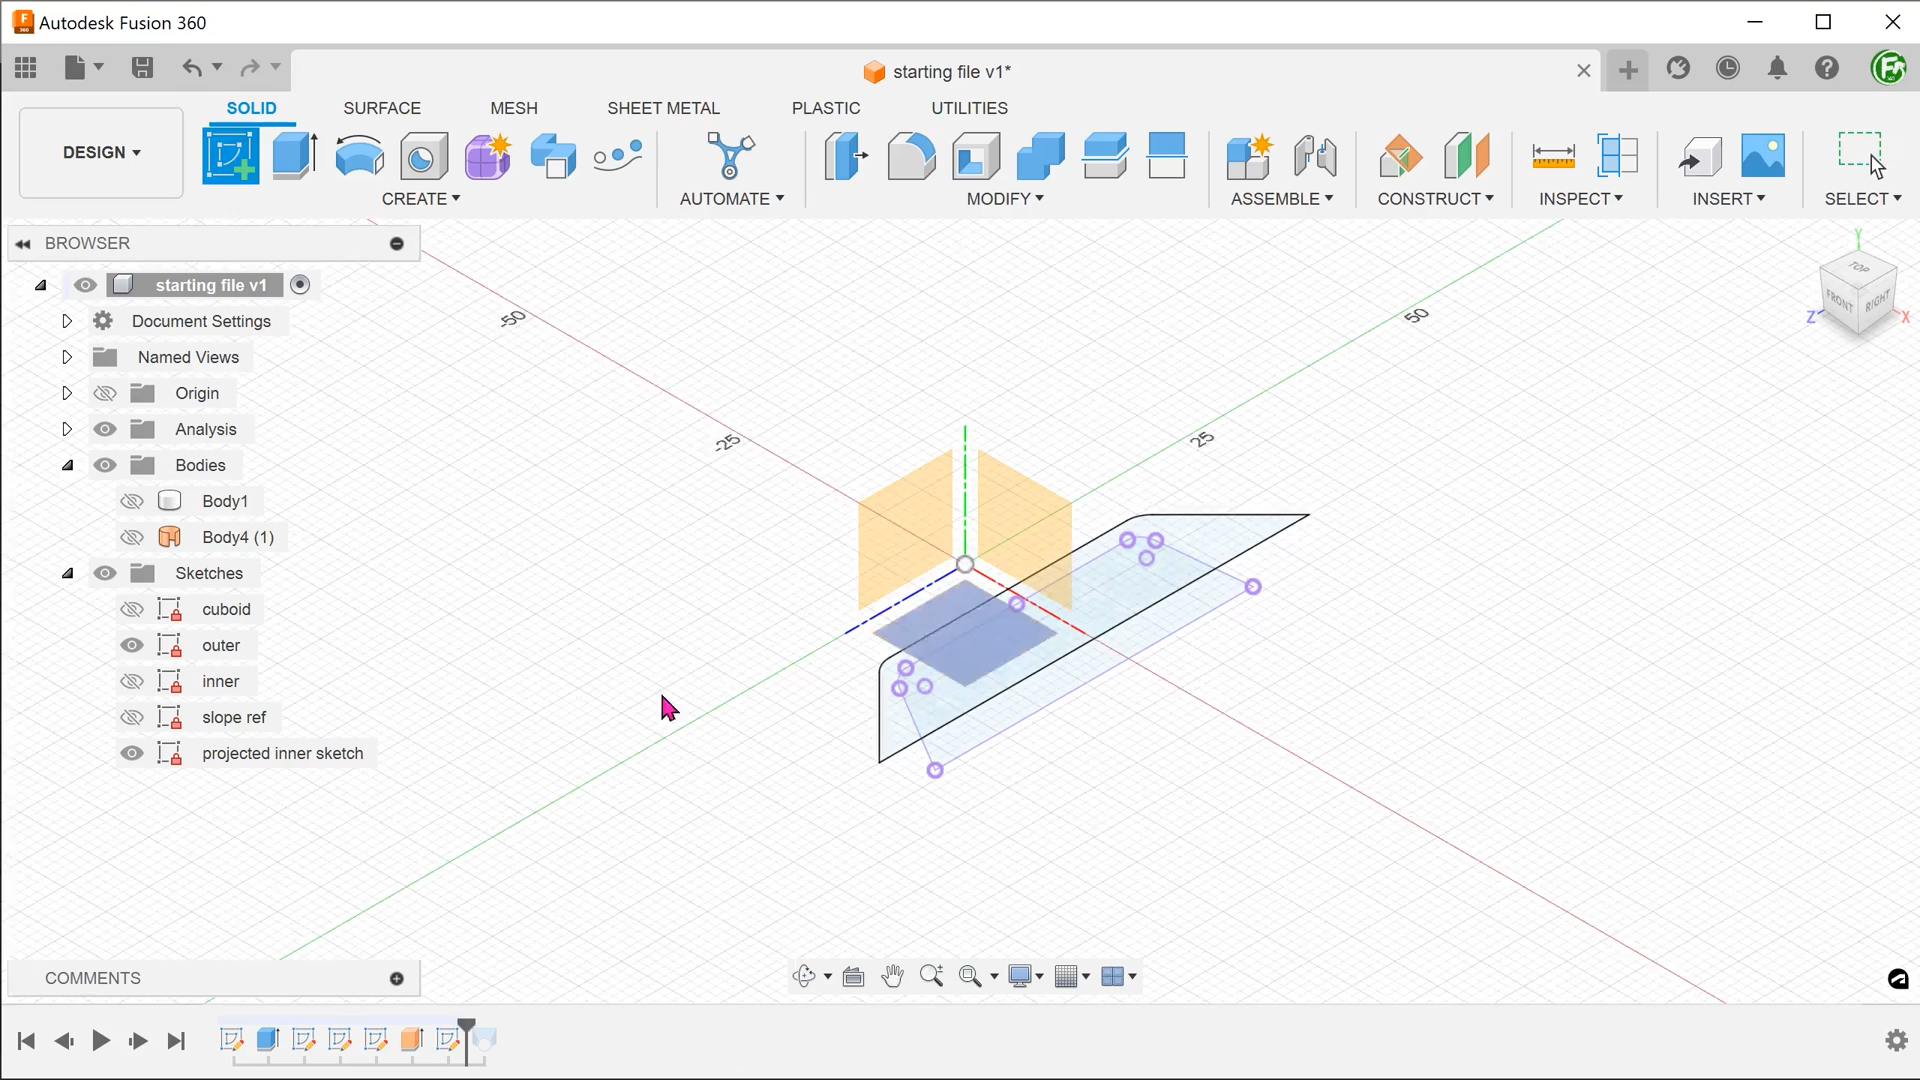 Autodesk Fusion 360
starting file v1*
SOLID SURFACE MESH SHEET METAL PLASTIC UTILITIES
DESIGN
CREATE AUTOMATE MODIFY ASSEMBLE CONSTRUCT INSPECT INSERT SELECT
BROWSER
starting file v1
Document Settings
Named Views
Origin
Analysis
Bodies
Body1
Body4 (1)
Sketches
cuboid
outer
inner
slope ref
projected inner sketch
-50
-25
25
50
Y
TOP
FRONT
RIGHT
Z
X
COMMENTS